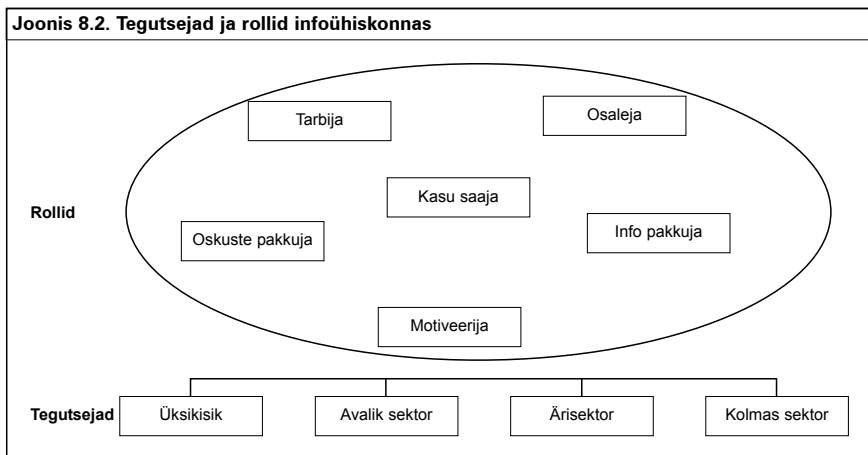 Joonis 8.2. Tegutsejad ja rollid infoühiskonnas
Tarbija
Osaleja
Kasu saaja
Rollid
Oskuste pakkuja
Info pakkuja
Motiveerija
Tegutsejad
Üksikisik
Avalik sektor
Ärisektor
Kolmas sektor